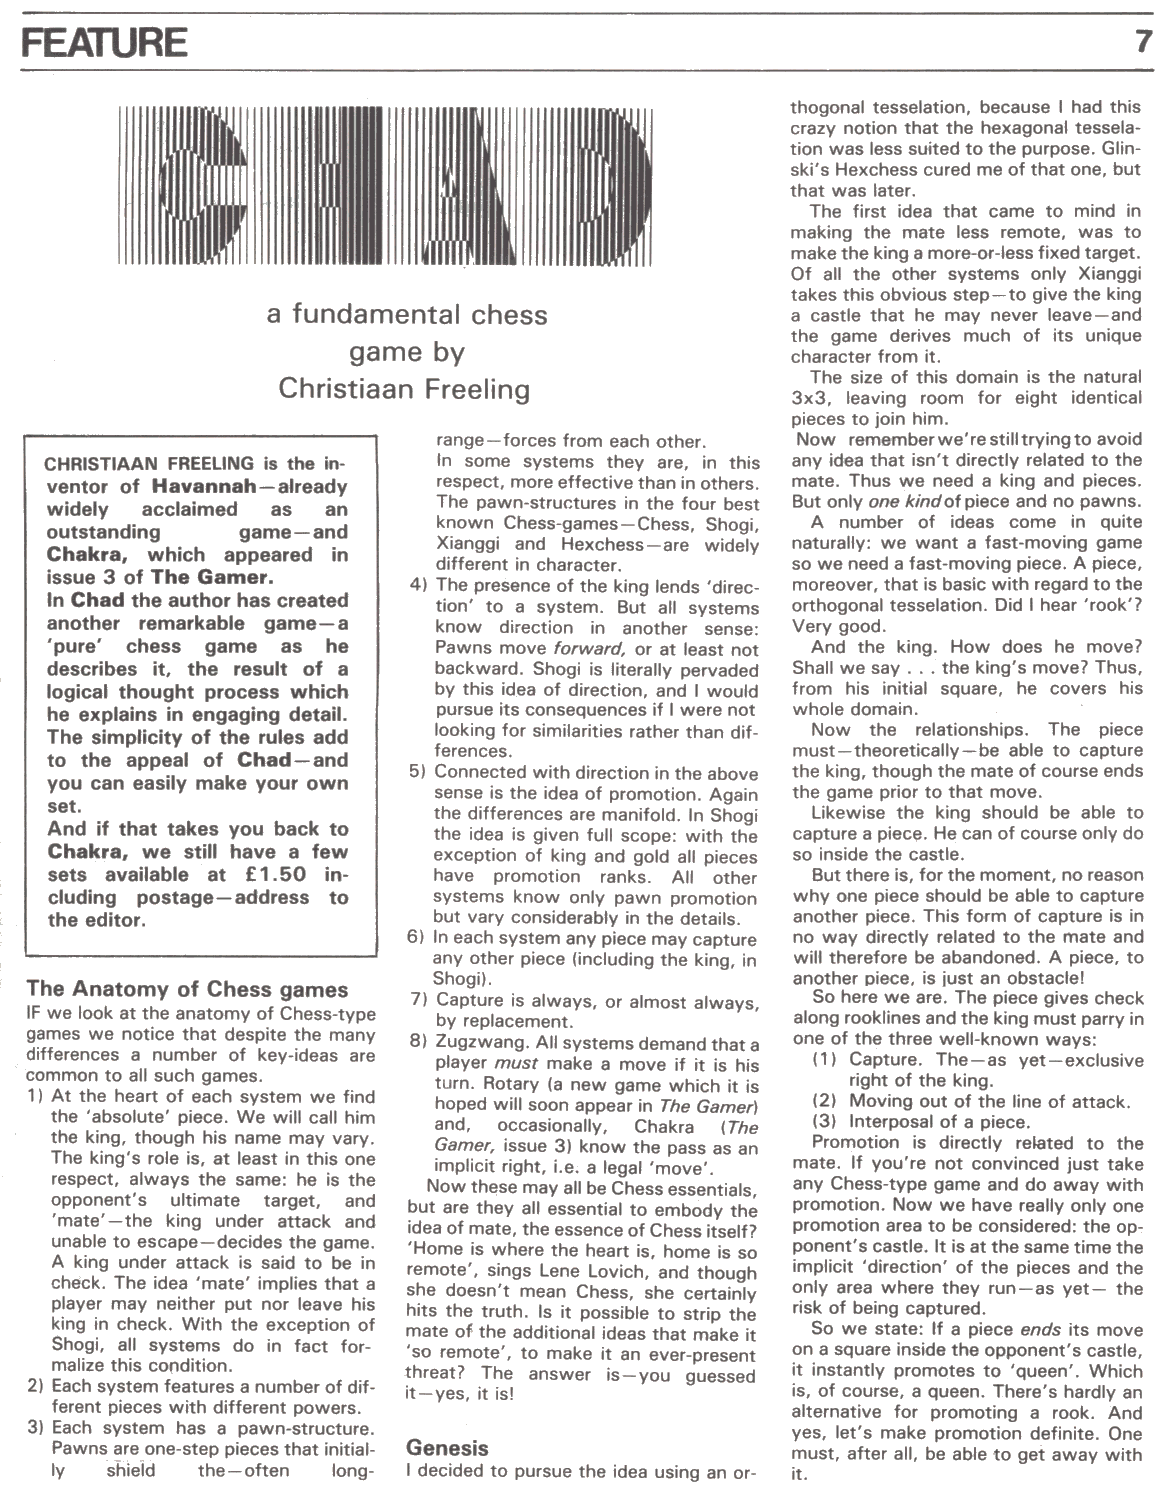 FEATURE
7
CHAD
a fundamental chess
game by
Christiaan Freeling
CHRISTIAAN FREELING is the in-
ventor of Havannah—already
widely acclaimed as an
outstanding game—and
Chakra, which appeared in
issue 3 of The Gamer.
In Chad the author has created
another remarkable game—a
'pure' chess game as he
describes it, the result of a
logical thought process which
he explains in engaging detail.
The simplicity of the rules add
to the appeal of Chad—and
you can easily make your own
set.
And if that takes you back to
Chakra, we still have a few
sets available at £1.50 in-
cluding postage—address to
the editor.
The Anatomy of Chess games
IF we look at the anatomy of Chess-type
games we notice that despite the many
differences a number of key-ideas are
common to all such games.
1) At the heart of each system we find
the 'absolute' piece. We will call him
the king, though his name may vary.
The king's role is, at least in this one
respect, always the same: he is the
opponent's ultimate target, and
'mate'—the king under attack and
unable to escape—decides the game.
A king under attack is said to be in
check. The idea 'mate' implies that a
player may neither put nor leave his
king in check. With the exception of
Shogi, all systems do in fact for-
malize this condition.
2) Each system features a number of dif-
ferent pieces with different powers.
3) Each system has a pawn-structure.
Pawns are one-step pieces that initial-
ly shield the—often long-
range—forces from each other.
In some systems they are, in this
respect, more effective than in others.
The pawn-structures in the four best
known Chess-games—Chess, Shogi,
Xianggi and Hexchess—are widely
different in character.
4) The presence of the king lends 'direc-
tion' to a system. But all systems
know direction in another sense:
Pawns move forward, or at least not
backward. Shogi is literally pervaded
by this idea of direction, and I would
pursue its consequences if I were not
looking for similarities rather than dif-
ferences.
5) Connected with direction in the above
sense is the idea of promotion. Again
the differences are manifold. In Shogi
the idea is given full scope: with the
exception of king and gold all pieces
have promotion ranks. All other
systems know only pawn promotion
but vary considerably in the details.
6) In each system any piece may capture
any other piece (including the king, in
Shogi).
7) Capture is always, or almost always,
by replacement.
8) Zugzwang. All systems demand that a
player must make a move if it is his
turn. Rotary (a new game which it is
hoped will soon appear in The Gamer)
and, occasionally, Chakra (The
Gamer, issue 3) know the pass as an
implicit right, i.e. a legal 'move'.
Now these may all be Chess essentials,
but are they all essential to embody the
idea of mate, the essence of Chess itself?
'Home is where the heart is, home is so
remote', sings Lene Lovich, and though
she doesn't mean Chess, she certainly
hits the truth. Is it possible to strip the
mate of the additional ideas that make it
'so remote', to make it an ever-present
threat? The answer is—you guessed
it—yes, it is!
Genesis
I decided to pursue the idea using an or-
thogonal tesselation, because I had this
crazy notion that the hexagonal tessela-
tion was less suited to the purpose. Glin-
ski's Hexchess cured me of that one, but
that was later.
The first idea that came to mind in
making the mate less remote, was to
make the king a more-or-less fixed target.
Of all the other systems only Xianggi
takes this obvious step—to give the king
a castle that he may never leave—and
the game derives much of its unique
character from it.
The size of this domain is the natural
3x3, leaving room for eight identical
pieces to join him.
Now remember we're still trying to avoid
any idea that isn't directly related to the
mate. Thus we need a king and pieces.
But only one kind of piece and no pawns.
A number of ideas come in quite
naturally: we want a fast-moving game
so we need a fast-moving piece. A piece,
moreover, that is basic with regard to the
orthogonal tesselation. Did I hear 'rook'?
Very good.
And the king. How does he move?
Shall we say . . . the king's move? Thus,
from his initial square, he covers his
whole domain.
Now the relationships. The piece
must—theoretically—be able to capture
the king, though the mate of course ends
the game prior to that move.
Likewise the king should be able to
capture a piece. He can of course only do
so inside the castle.
But there is, for the moment, no reason
why one piece should be able to capture
another piece. This form of capture is in
no way directly related to the mate and
will therefore be abandoned. A piece, to
another piece, is just an obstacle!
So here we are. The piece gives check
along rooklines and the king must parry in
one of the three well-known ways:
(1) Capture. The—as yet—exclusive
right of the king.
(2) Moving out of the line of attack.
(3) Interposal of a piece.
Promotion is directly related to the
mate. If you're not convinced just take
any Chess-type game and do away with
promotion. Now we have really only one
promotion area to be considered: the op-
ponent's castle. It is at the same time the
implicit 'direction' of the pieces and the
only area where they run—as yet— the
risk of being captured.
So we state: If a piece ends its move
on a square inside the opponent's castle,
it instantly promotes to 'queen'. Which
is, of course, a queen. There's hardly an
alternative for promoting a rook. And
yes, let's make promotion definite. One
must, after all, be able to get away with
it.